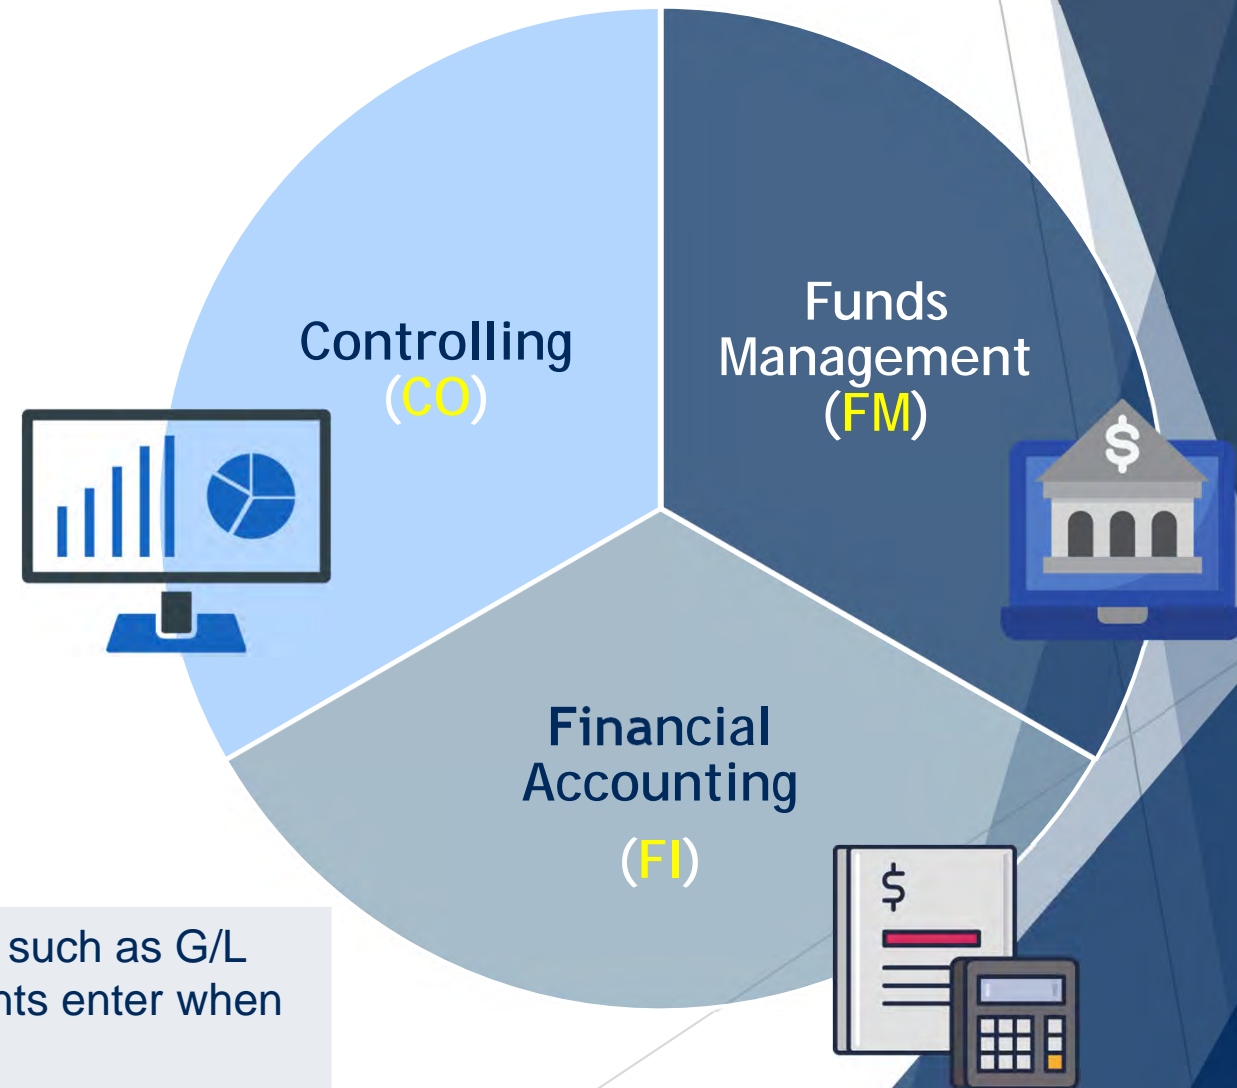 Controlling
(CO)
Funds
Management
(FM)
Financial
Accounting
(FI)
$
$
such as G/L
nts enter when